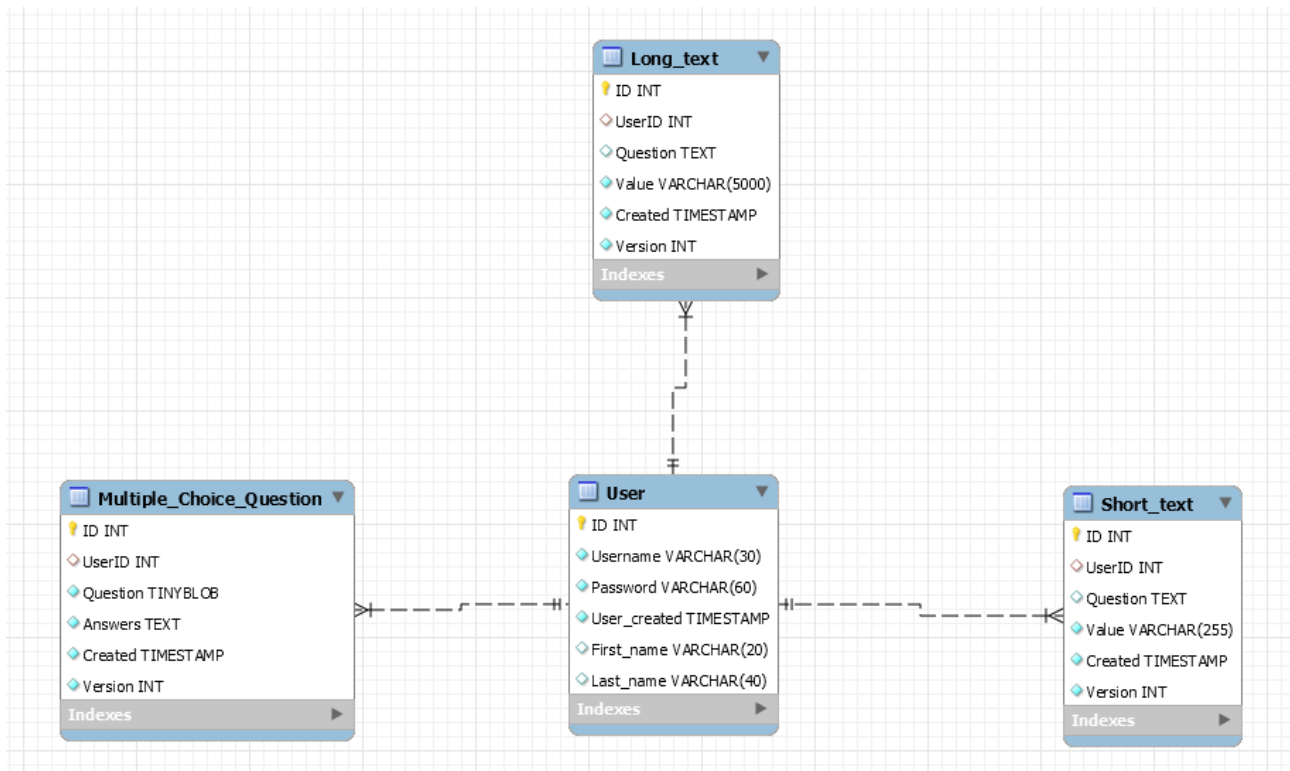 Long_text
ID INT
UserID INT
Question TEXT
Value VARCHAR(5000)
Created TIMESTAMP
Version INT
Indexes
Multiple_Choice_Question
ID INT
UserID INT
Question TINYBLOB
Answers TEXT
Created TIMESTAMP
Version INT
Indexes
User
ID INT
Username VARCHAR(30)
Password VARCHAR(60)
User_created TIMESTAMP
First_name VARCHAR(20)
Last_name VARCHAR(40)
Indexes
Short_text
ID INT
UserID INT
Question TEXT
Value VARCHAR(255)
Created TIMESTAMP
Version INT
Indexes